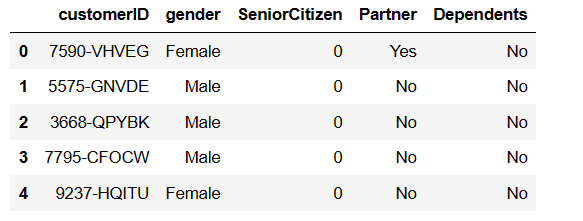 customerID gender SeniorCitizen Partner Dependents
0 7590-VHVEG Female 0 Yes No
1 5575-GNVDE Male 0 No No
2 3668-QPYBK Male 0 No No
3 7795-CFOCW Male 0 No No
4 9237-HQITU Female 0 No No